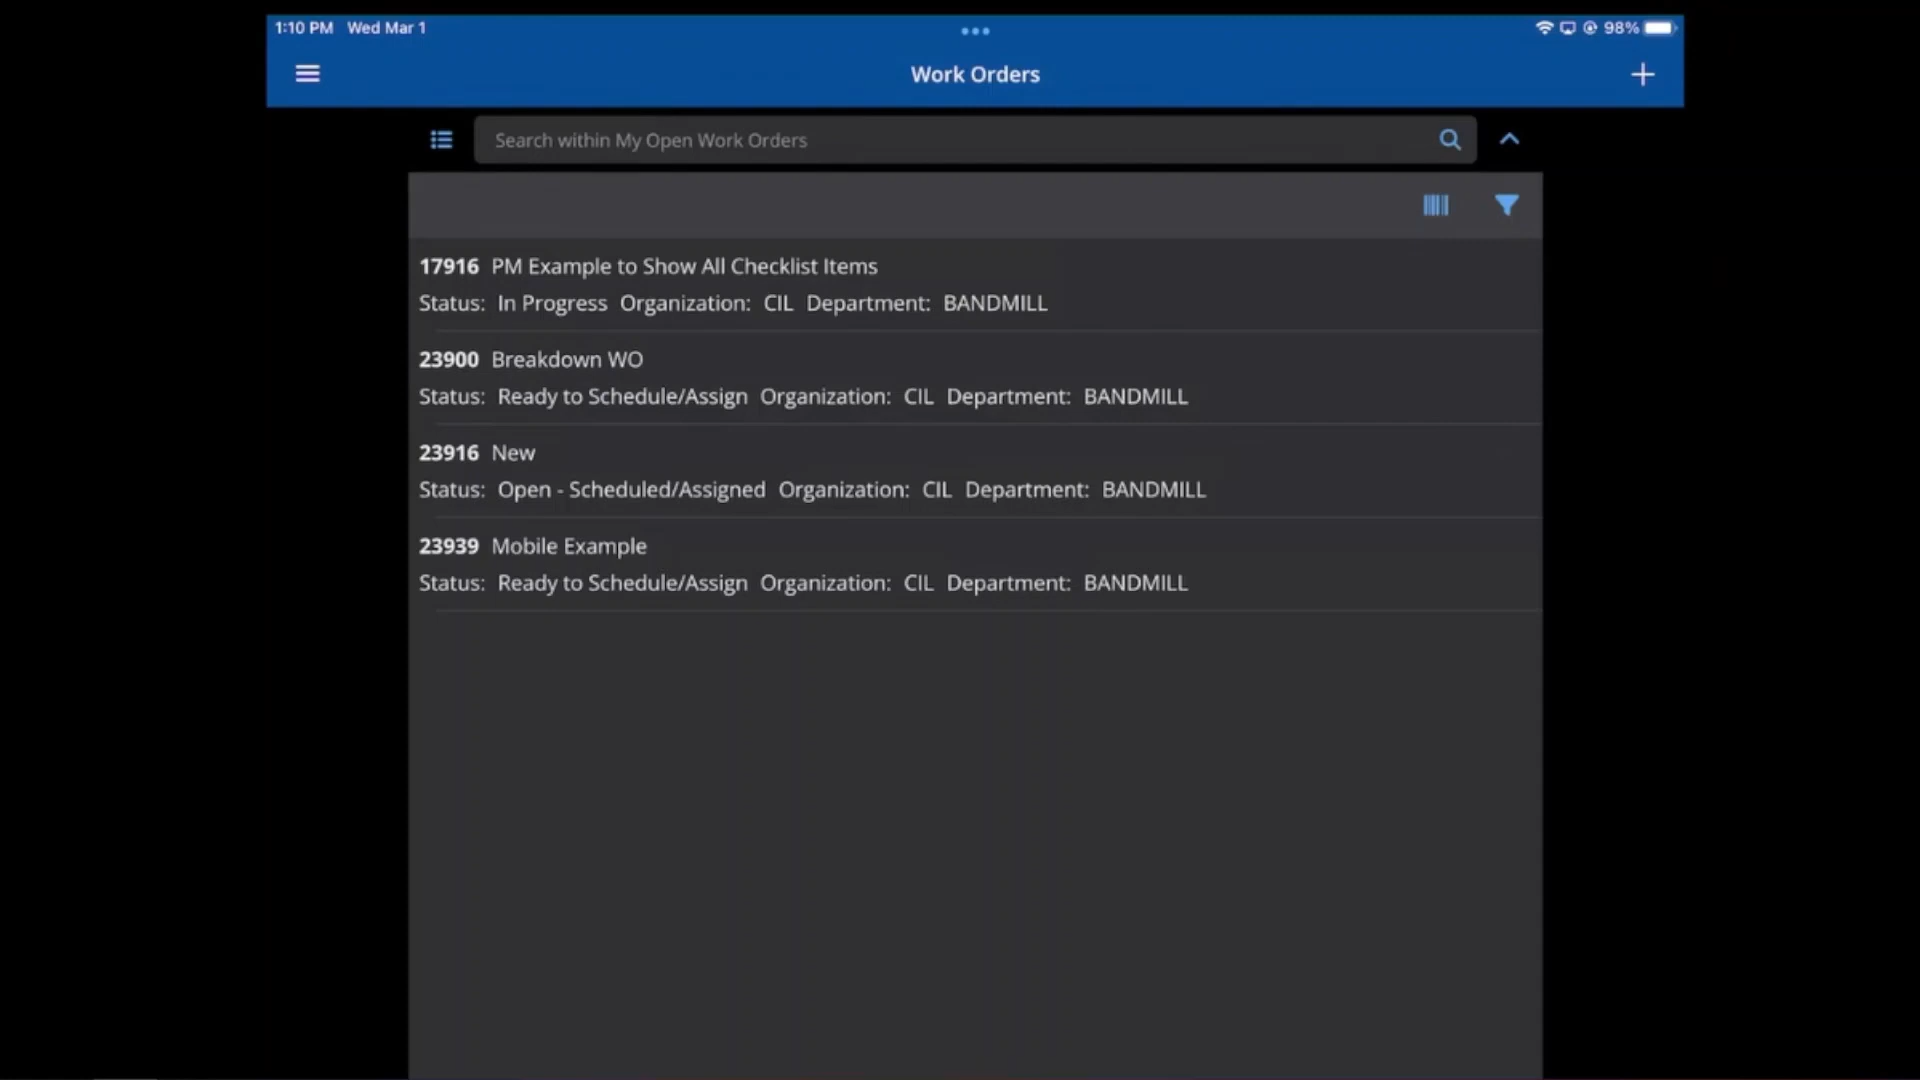 1:10 PM Wed Mar 1
98%
Work Orders
Search within My Open Work Orders
17916 PM Example to Show All Checklist Items
Status: In Progress Organization: CIL Department: BANDMILL
23900 Breakdown WO
Status: Ready to Schedule/Assign Organization: CIL Department: BANDMILL
23916 New
Status: Open - Scheduled/Assigned Organization: CIL Department: BANDMILL
23939 Mobile Example
Status: Ready to Schedule/Assign Organization: CIL Department: BANDMILL